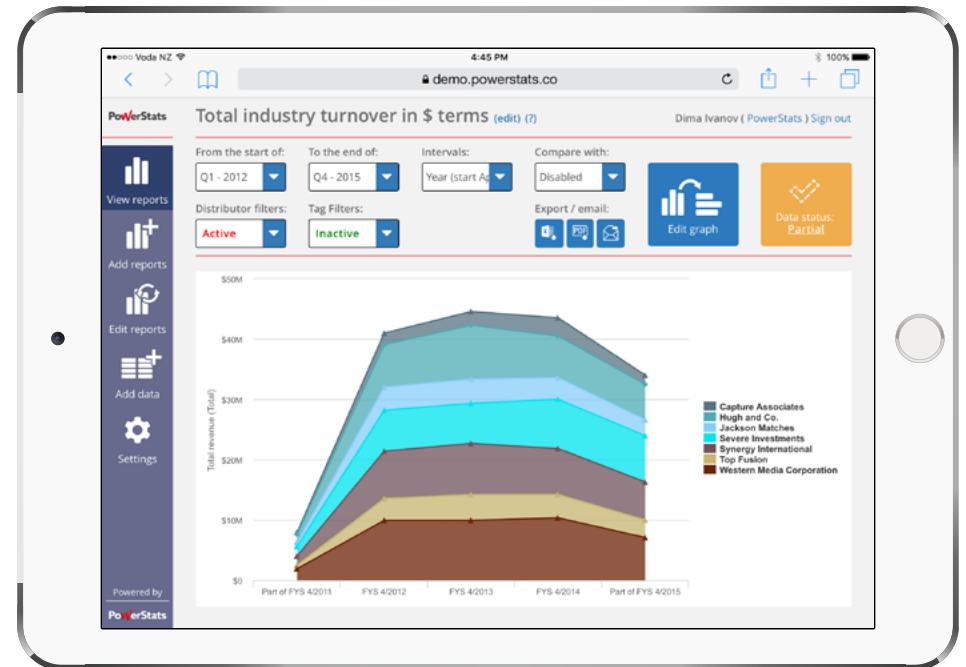 Voda NZ
4:45 PM
100%
demo.powerstats.co
PowerStats
Total industry turnover in $ terms (edit) (?)
Dima Ivanov ( PowerStats ) Sign out
View reports
Add reports
Edit reports
Add data
Settings
Powered by
PowerStats
From the start of:
To the end of:
Intervals:
Compare with:
Q1 - 2012
Q4 - 2015
Year (start Ap
Disabled
Distributor filters:
Tag Filters:
Export / email:
Active
Inactive
PDF
Edit graph
Data status:
Partial
Total revenue (Total)
$50M
$40M
$30M
$20M
$10M
$0
Part of FYS 4/2011
FYS 4/2012
FYS 4/2013
FYS 4/2014
Part of FYS 4/2015
Capture Associates
Hugh and Co.
Jackson Matches
Severe Investments
Synergy International
Top Fusion
Western Media Corporation